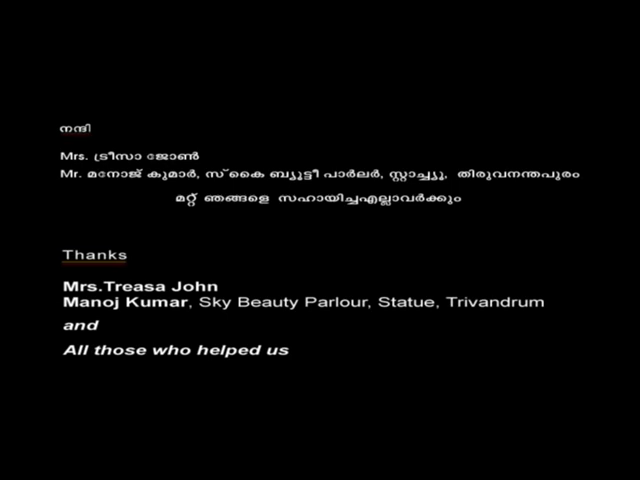 നന്ദി
Mrs. ട്രീസാ ജോൺ
Mr. മനോജ് കുമാർ, സ് കൈ ബ്യൂട്ടീ പാർലർ, സ്റ്റാച്ച്യൂ, തിരുവനന്തപുരം
മറ്റ് ഞങ്ങളെ സഹായിച്ചഎല്ലാവർക്കും
Thanks
Mrs.Treasa John
Manoj Kumar, Sky Beauty Parlour, Statue, Trivandrum
and
All those who helped us